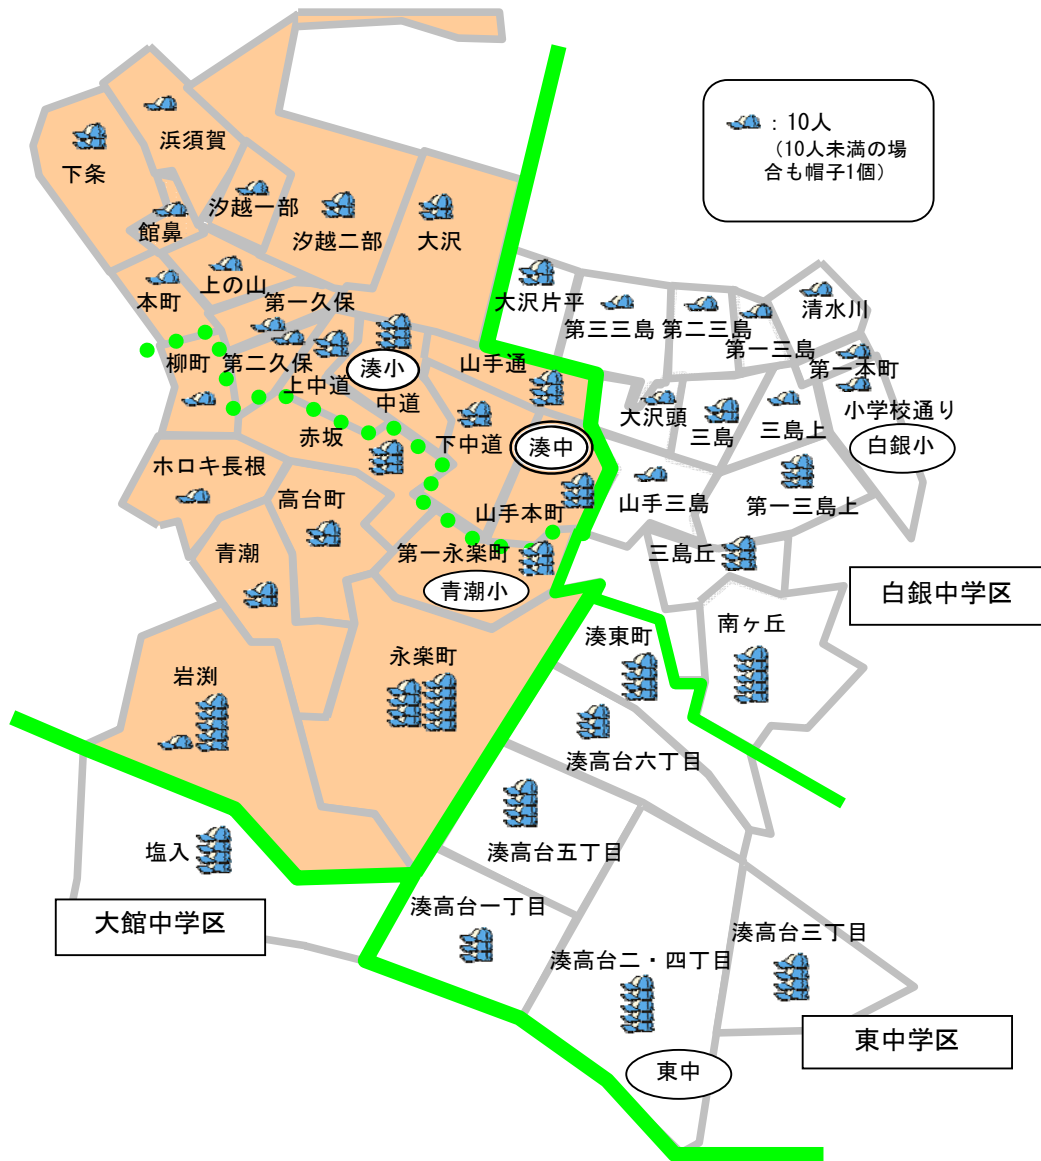 ：10人
（10人未満の場
合も帽子1個）
浜須賀
下条
汐越一部
館鼻
汐越二部
大沢
上の山
本町
第一久保
大沢片平
第三三島
第二三島
清水川
第一三島
柳町
第二久保
湊小
山手通
第一本町
上中道
中道
大沢頭
小学校通り
赤坂
下中道
湊中
三島
三島上
白銀小
ホロキ長根
高台町
山手本町
山手三島
第一三島上
青潮
第一永楽町
三島丘
青潮小
白銀中学区
湊東町
南ヶ丘
永楽町
岩渕
湊高台六丁目
塩入
湊高台五丁目
大館中学区
湊高台一丁目
湊高台三丁目
湊高台二・四丁目
東中学区
東中